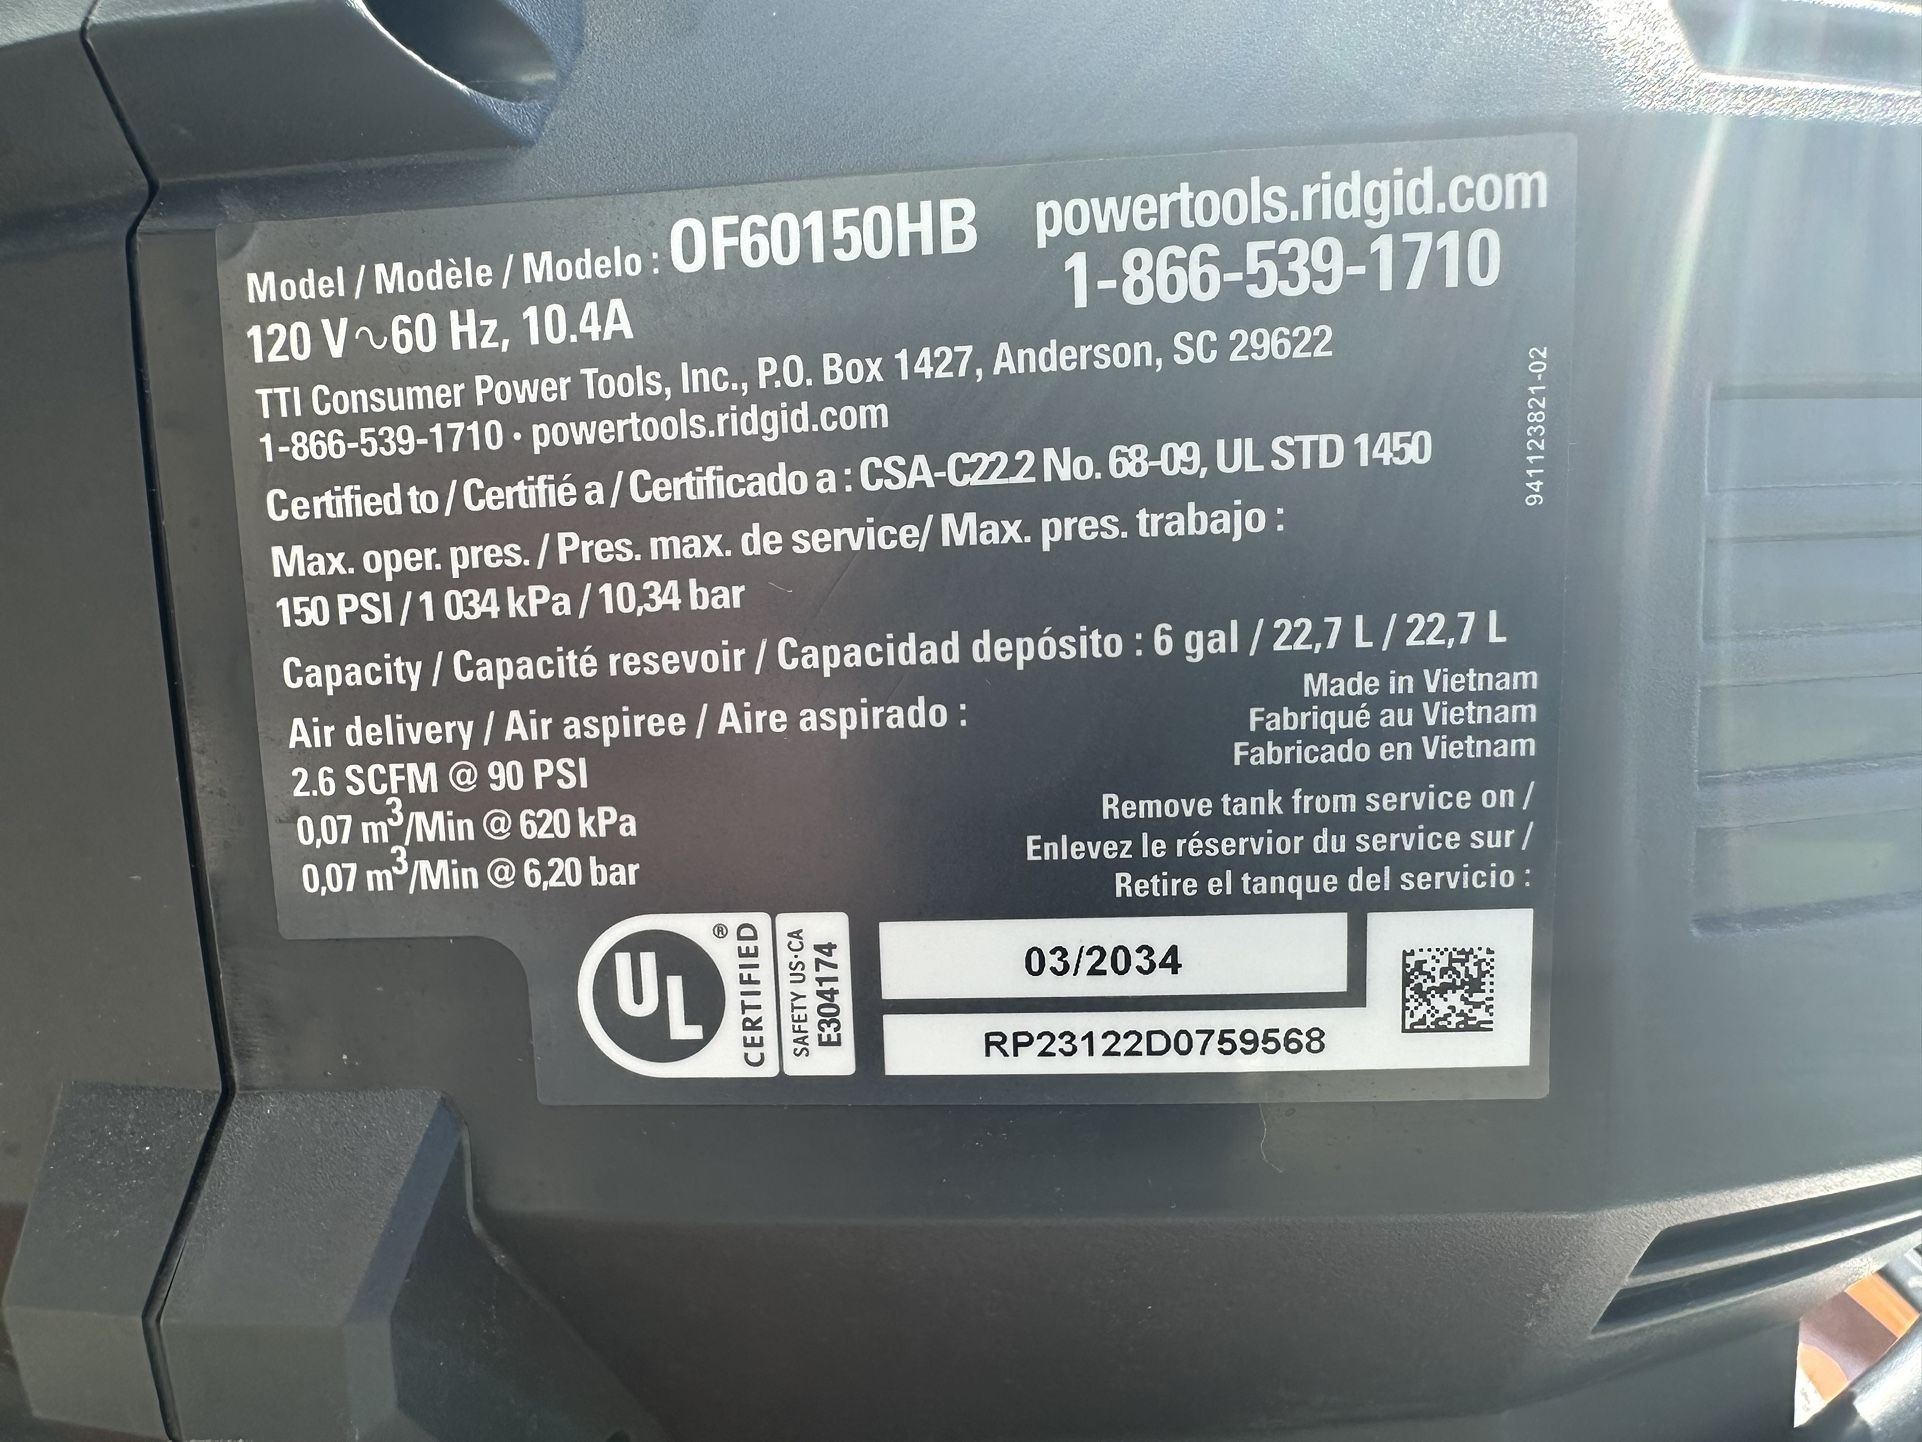 Model / Modèle / Modelo : OF60150HB
powertools.ridgid.com
1-866-539-1710
120 V ~ 60 Hz, 10.4A
TTI Consumer Power Tools, Inc., P.O. Box 1427, Anderson, SC 29622
1-866-539-1710 · powertools.ridgid.com
Certified to / Certifié a / Certificado a : CSA-C22.2 No. 68-09, UL STD 1450
Max. oper. pres. / Pres. max. de service/ Max. pres. trabajo :
150 PSI / 1 034 kPa / 10,34 bar
Capacity / Capacité resevoir / Capacidad depósito : 6 gal / 22,7 L / 22,7 L
Air delivery / Air aspiree / Aire aspirado :
2.6 SCFM @ 90 PSI
0,07 m³/Min @ 620 kPa
0,07 m³/Min @ 6,20 bar
941123821-02
Made in Vietnam
Fabriqué au Vietnam
Fabricado en Vietnam
Remove tank from service on /
Enlevez le réservior du service sur /
Retire el tanque del servicio :
UL ®
CERTIFIED
SAFETY US·CA
E304174
03/2034
RP23122D0759568